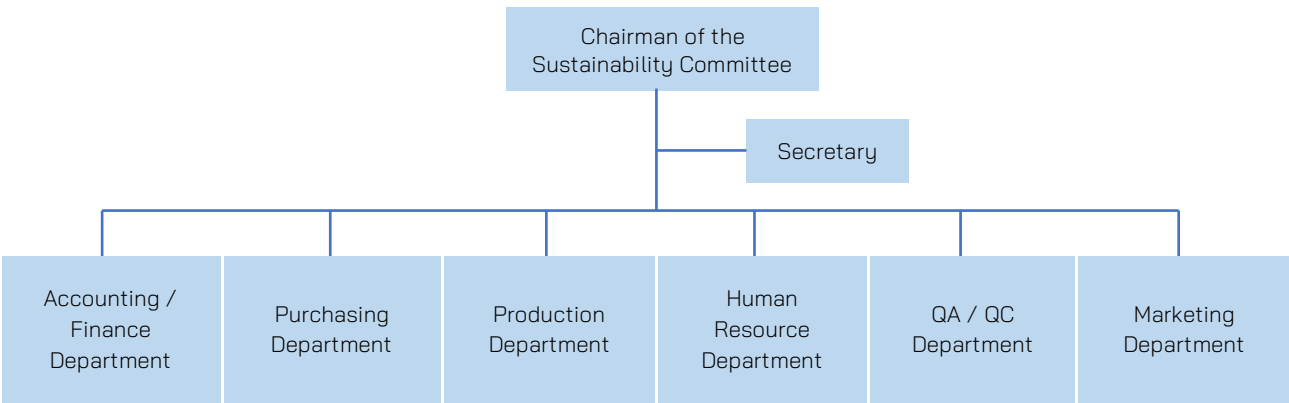 Chairman of the
Sustainability Committee
Secretary
Accounting /
Finance
Department
Purchasing
Department
Production
Department
Human
Resource
Department
QA / QC
Department
Marketing
Department